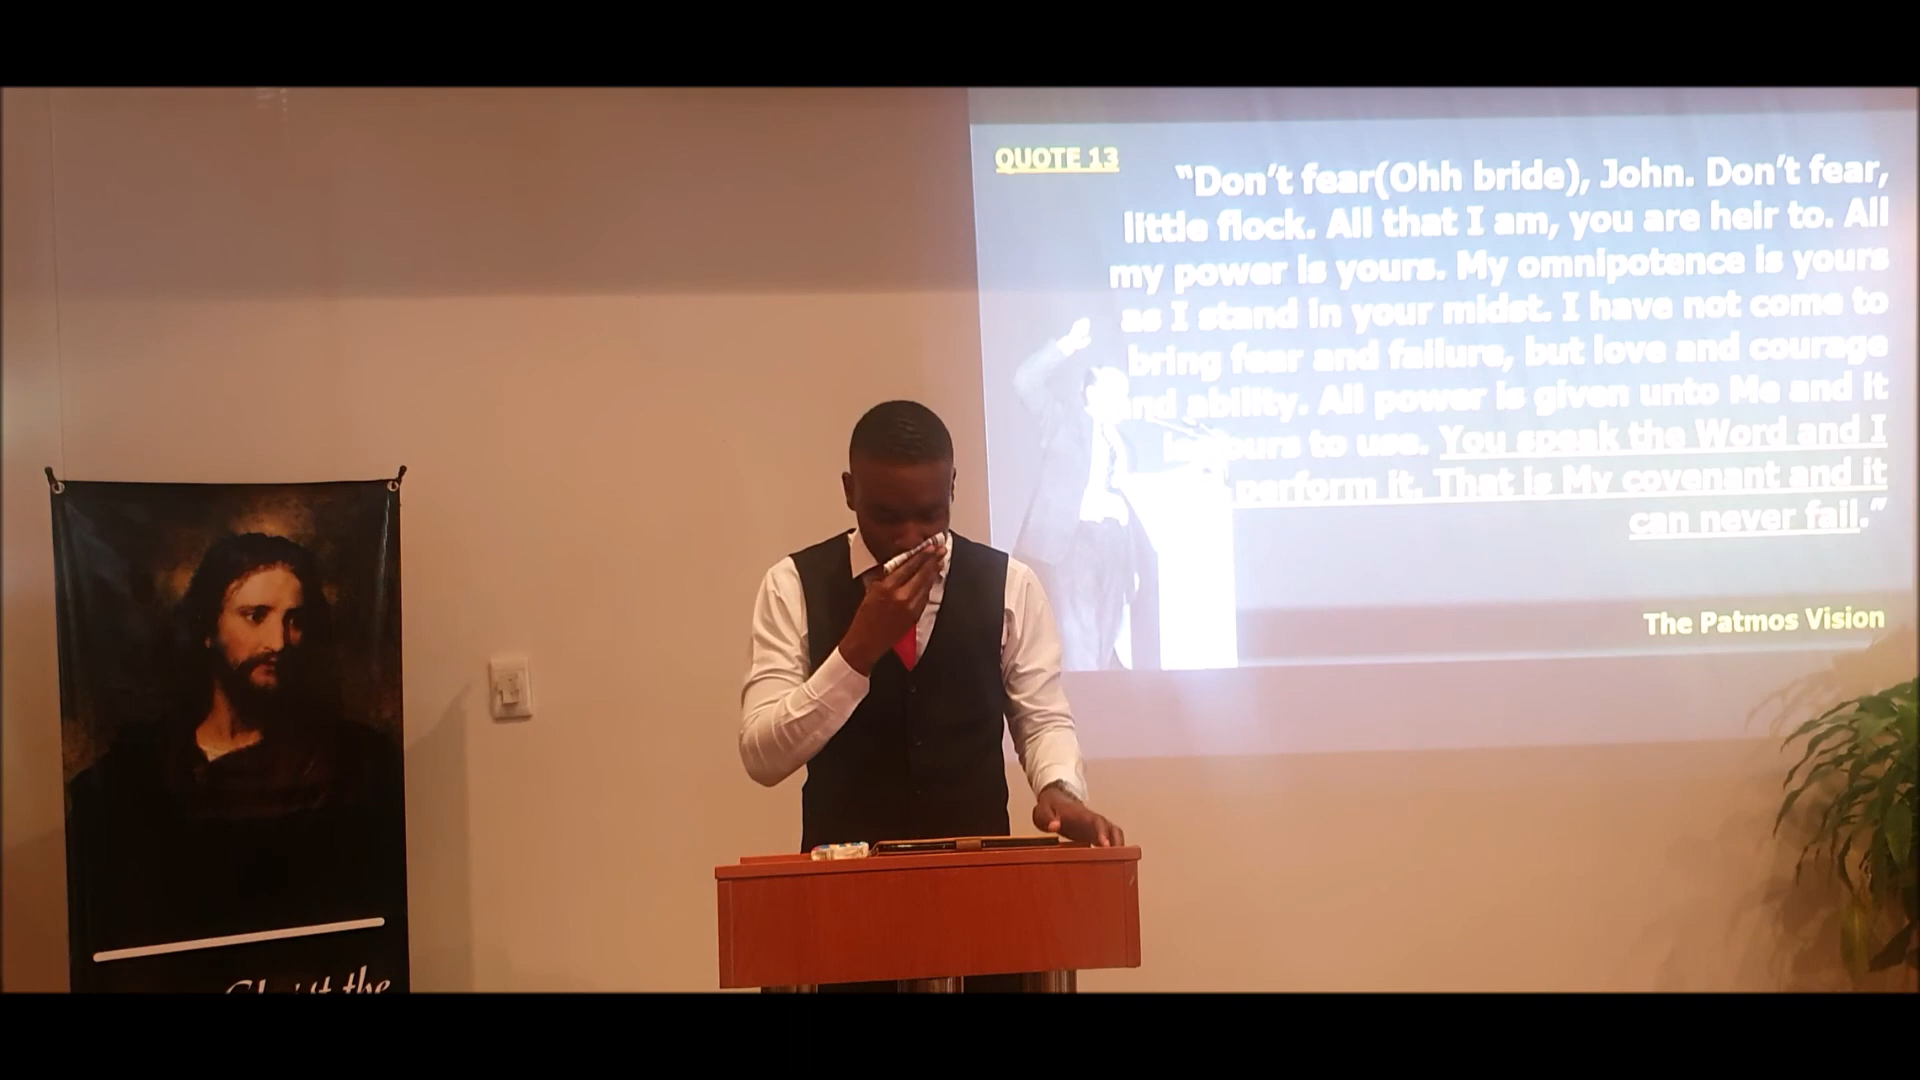 QUOTE 13
"Don't fear(Ohh bride), John. Don't fear,
little flock. All that I am, you are heir to. All
my power is yours. My omnipotence is yours
as I stand in your midst. I have not come to
bring fear and failure, but love and courage
and ability. All power is given unto Me and it
is yours to use. You speak the Word and I
perform it. That is My covenant and it
can never fail."
The Patmos Vision
Christ the